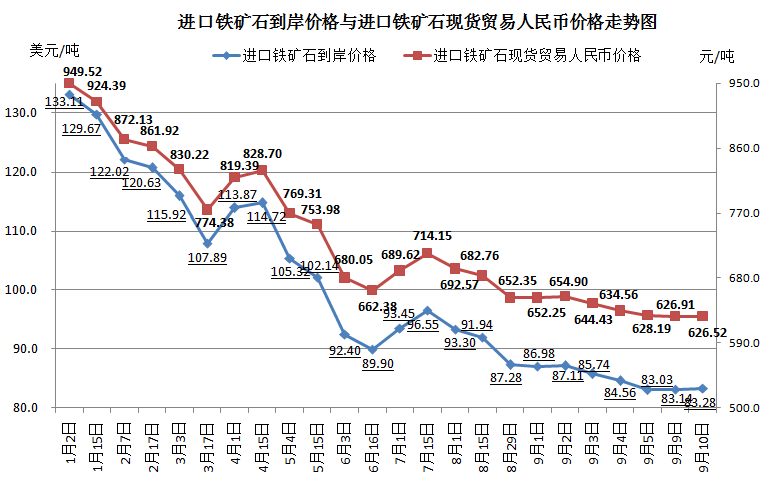 进口铁矿石到岸价格与进口铁矿石现货贸易人民币价格走势图
美元/吨
进口铁矿石到岸价格
进口铁矿石现货贸易人民币价格
元/吨
130.0
120.0
110.0
100.0
90.0
80.0
950.0
860.0
770.0
680.0
590.0
500.0
949.52
924.39
872.13
861.92
830.22
774.38
819.39
828.70
769.31
753.98
680.05
662.38
689.62
714.15
692.57
682.76
652.35
652.25
654.90
644.43
634.56
628.19
626.91
626.52
133.11
129.67
122.02
120.63
115.92
107.89
113.87
114.72
105.32
102.14
92.40
89.90
93.45
96.55
93.30
91.94
87.28
86.98
87.11
85.74
84.56
83.03
83.14
83.28
1月2日
1月15日
2月7日
2月17日
3月3日
3月17日
4月1日
4月15日
5月4日
5月15日
6月3日
6月16日
7月1日
7月15日
8月1日
8月15日
8月29日
9月1日
9月2日
9月3日
9月4日
9月5日
9月9日
9月10日